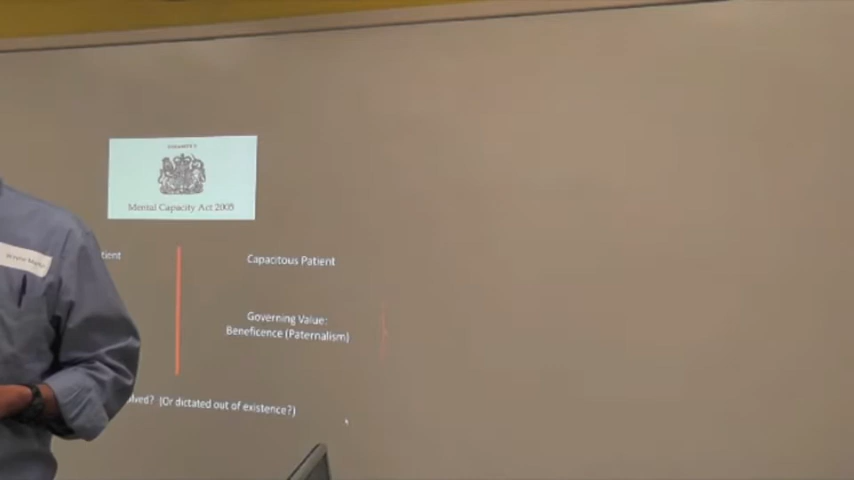 Mental Capacity Act 2005
tient
Capacitous Patient
Governing Value:
Beneficence (Paternalism)
lved? (Or dictated out of existence?)